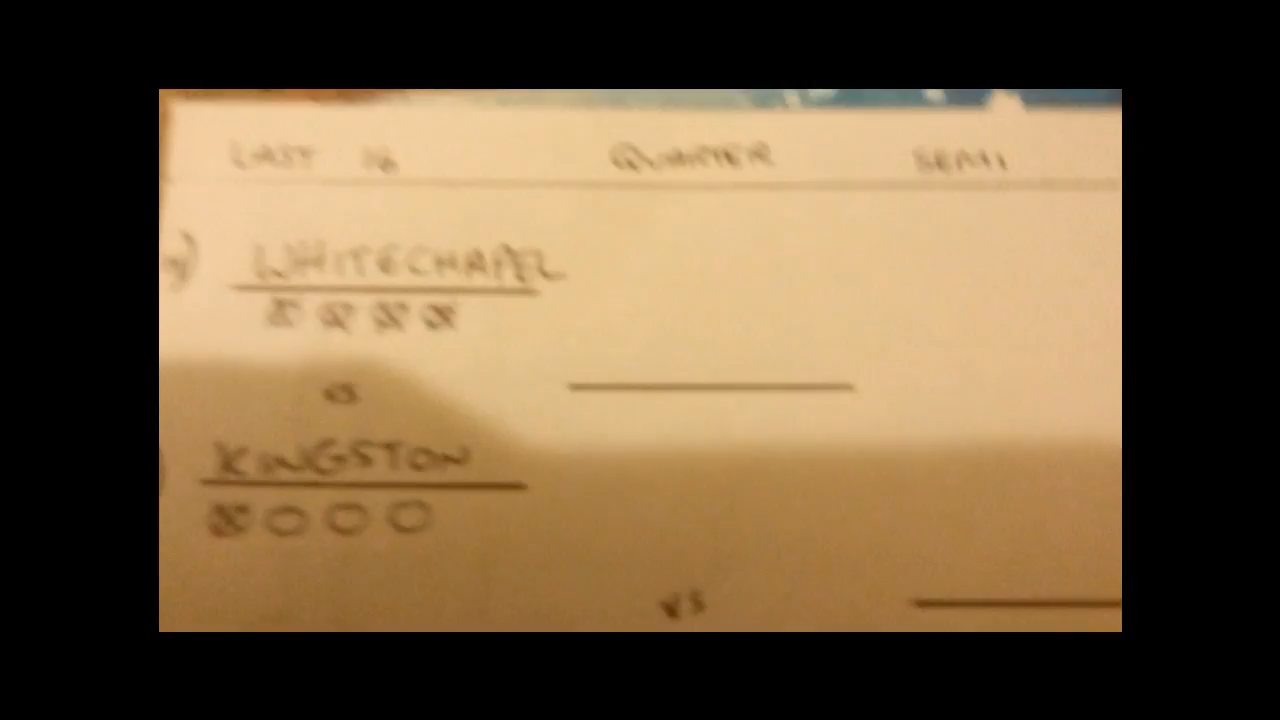 LAST 16 QUARTER SEMI
WHITECHAPEL
vs
KINGSTON
vs